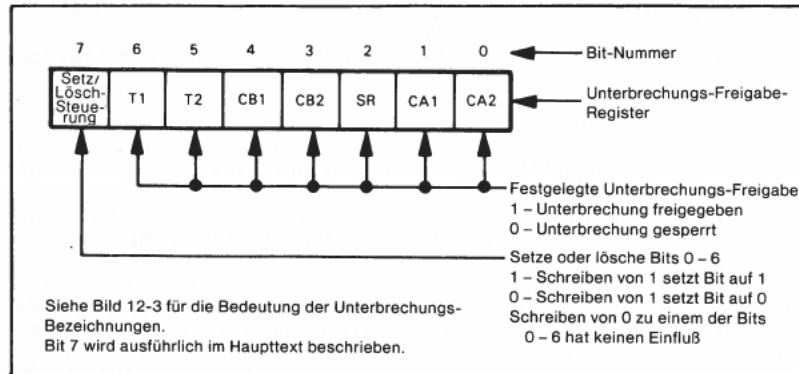 7 6 5 4 3 2 1 0 Bit-Nummer
Setz/
Lösch-
Steue-
rung
T1 T2 CB1 CB2 SR CA1 CA2
Unterbrechungs-Freigabe-
Register
Festgelegte Unterbrechungs-Freigabe
1 – Unterbrechung freigegeben
0 – Unterbrechung gesperrt
Setze oder lösche Bits 0 – 6
1 – Schreiben von 1 setzt Bit auf 1
0 – Schreiben von 1 setzt Bit auf 0
Schreiben von 0 zu einem der Bits
0 – 6 hat keinen Einfluß
Siehe Bild 12-3 für die Bedeutung der Unterbrechungs-
Bezeichnungen.
Bit 7 wird ausführlich im Haupttext beschrieben.